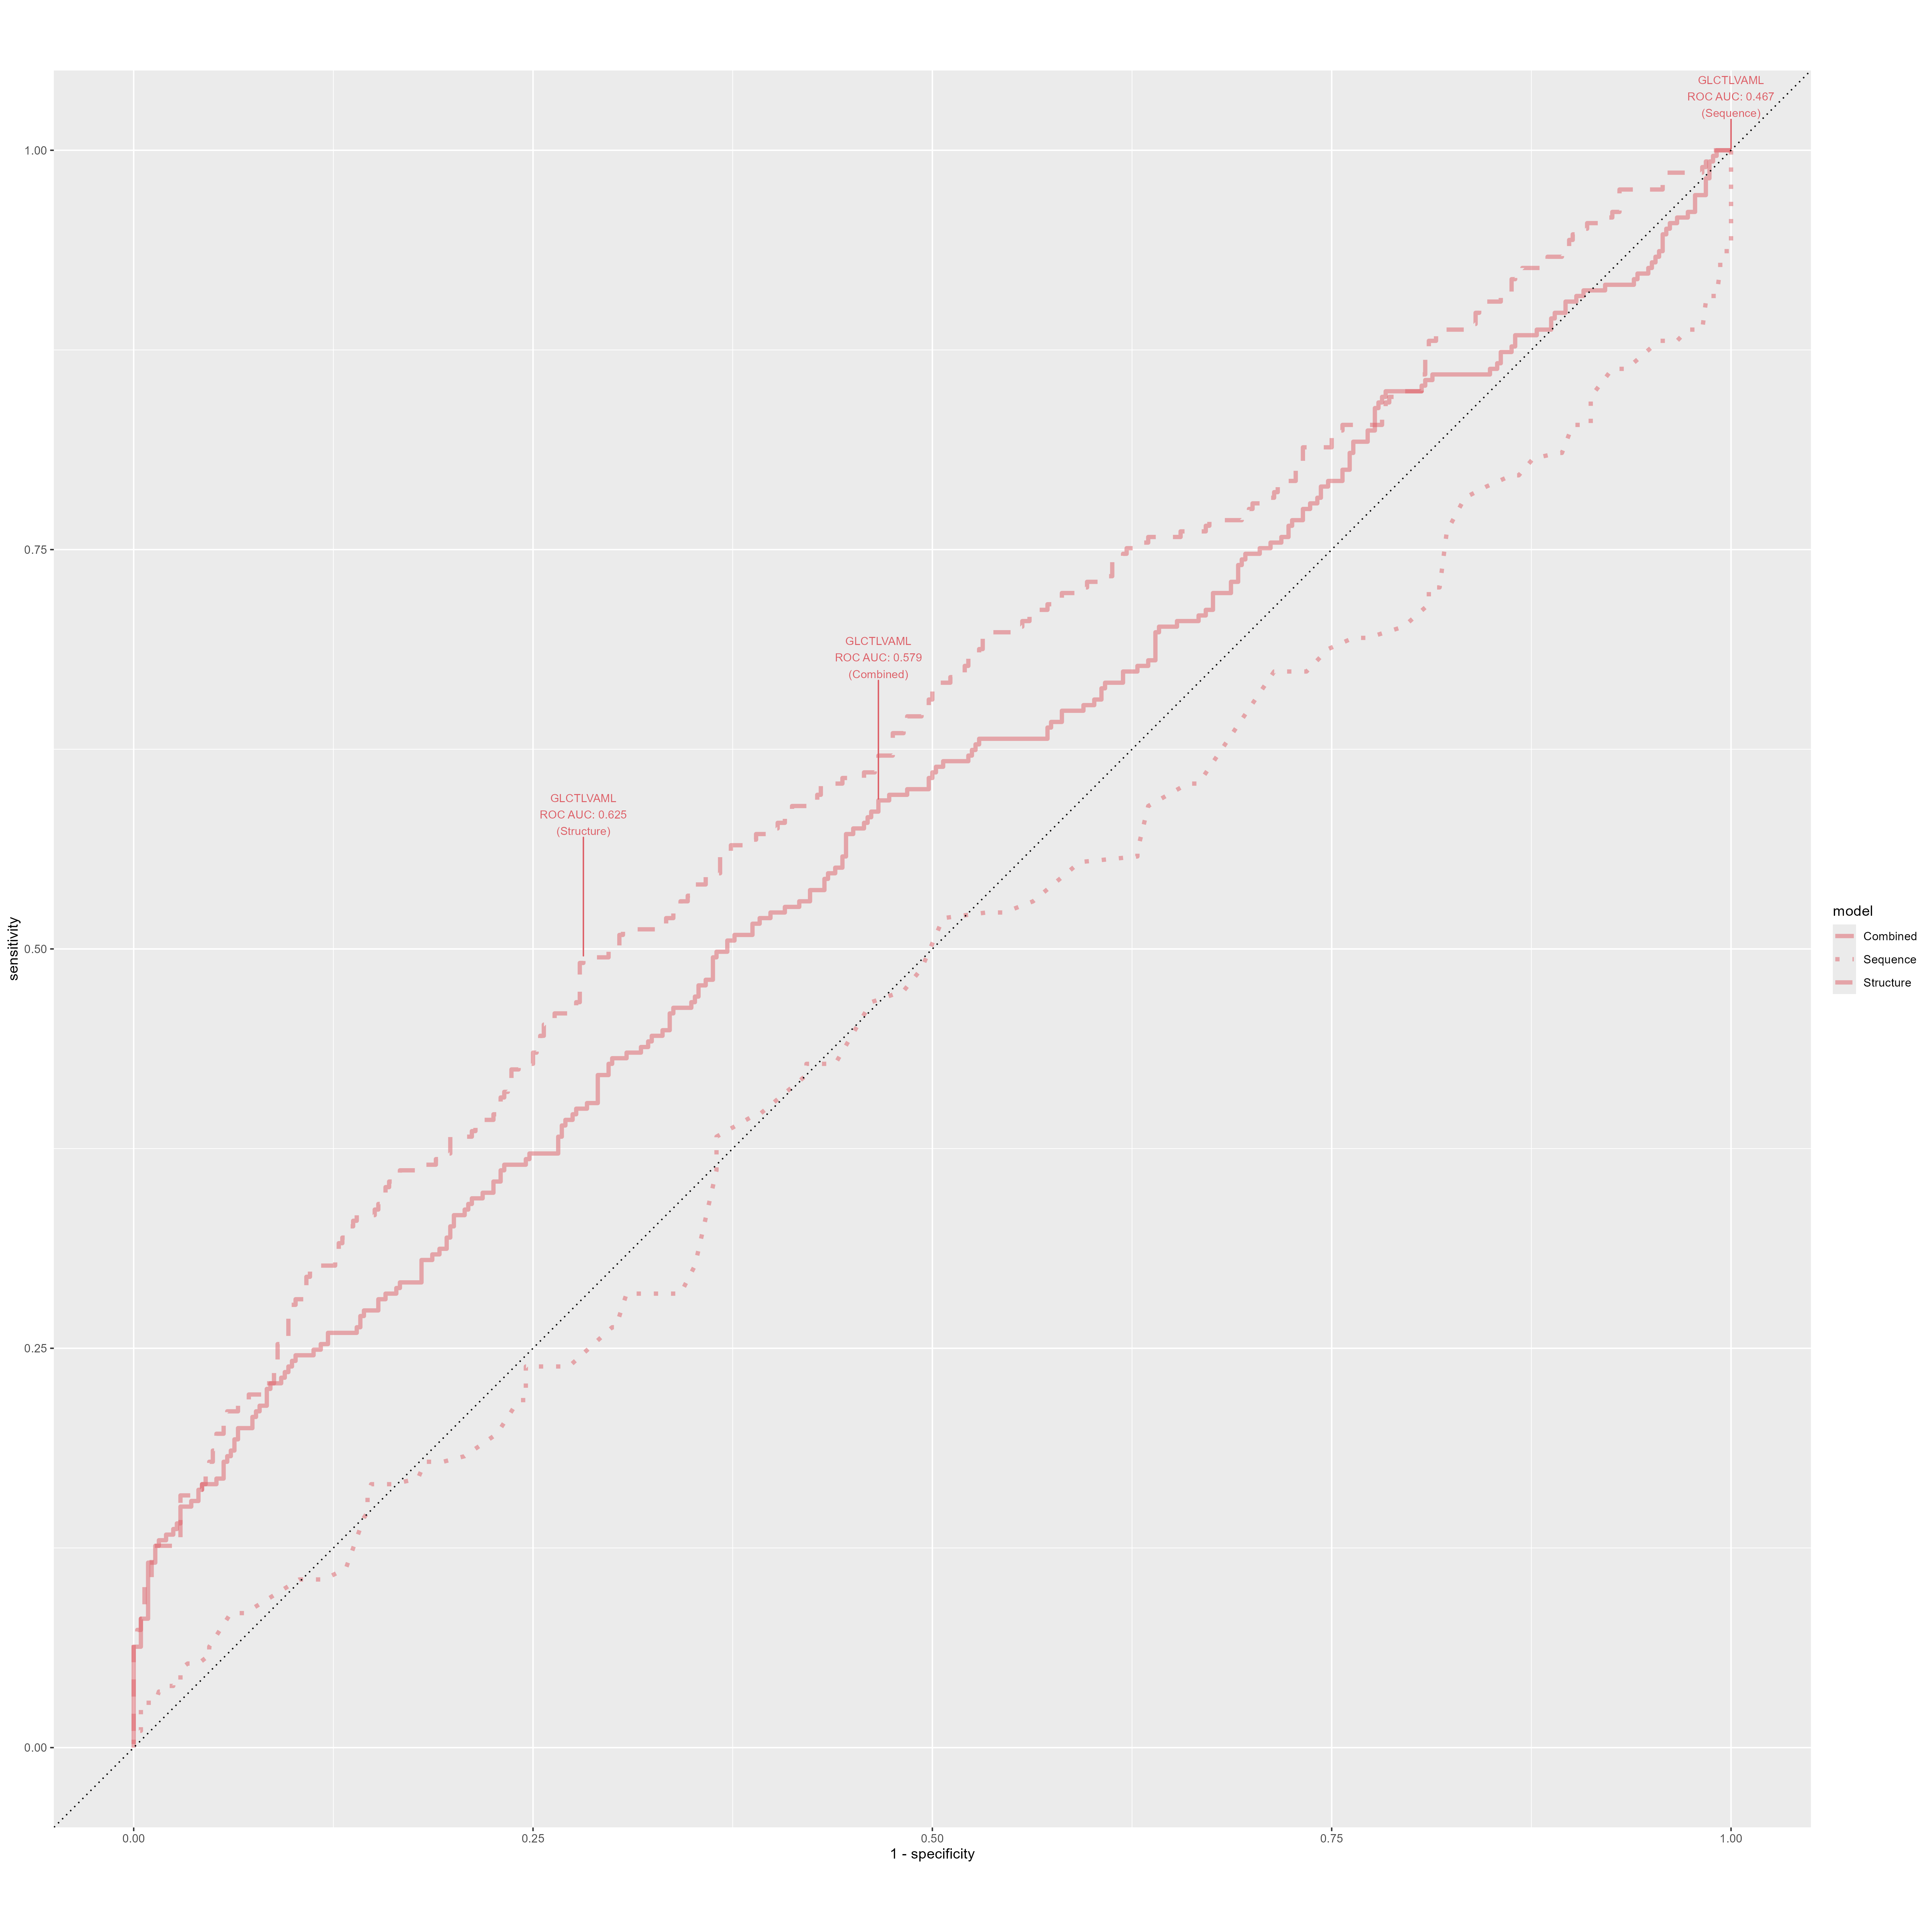 GLCTLVAML
ROC AUC: 0.467
(Sequence)
GLCTLVAML
ROC AUC: 0.579
(Combined)
GLCTLVAML
ROC AUC: 0.625
(Structure)
1.00
0.75
0.50
0.25
0.00
sensitivity
0.00
0.25
0.50
0.75
1.00
1 - specificity
model
Combined
Sequence
Structure